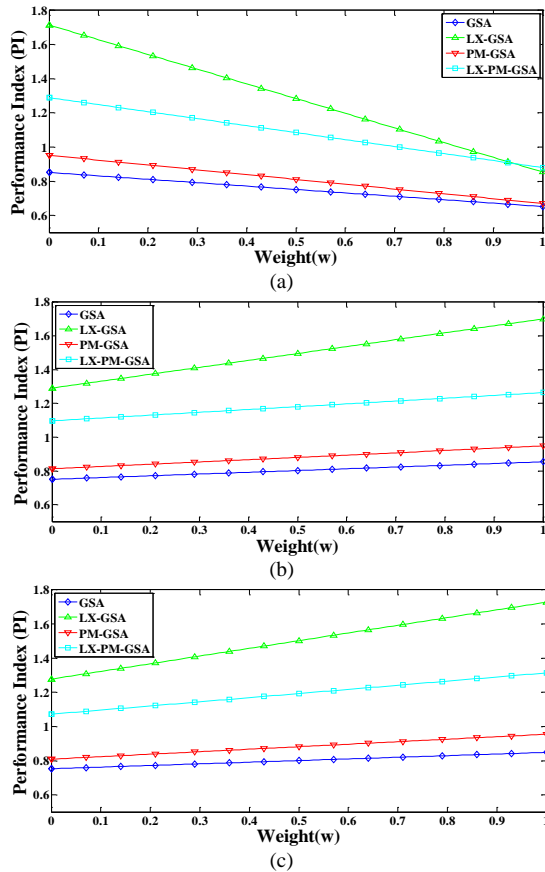 1.8
1.6
1.4
1.2
1
0.8
0.6
Performance Index (PI)
GSA
LX-GSA
PM-GSA
LX-PM-GSA
0 0.1 0.2 0.3 0.4 0.5 0.6 0.7 0.8 0.9 1
Weight(w)
(a)
1.8
1.6
1.4
1.2
1
0.8
0.6
Performance Index (PI)
GSA
LX-GSA
PM-GSA
LX-PM-GSA
0 0.1 0.2 0.3 0.4 0.5 0.6 0.7 0.8 0.9 1
Weight(w)
(b)
1.8
1.6
1.4
1.2
1
0.8
0.6
Performance Index (PI)
GSA
LX-GSA
PM-GSA
LX-PM-GSA
0 0.1 0.2 0.3 0.4 0.5 0.6 0.7 0.8 0.9 1
Weight(w)
(c)